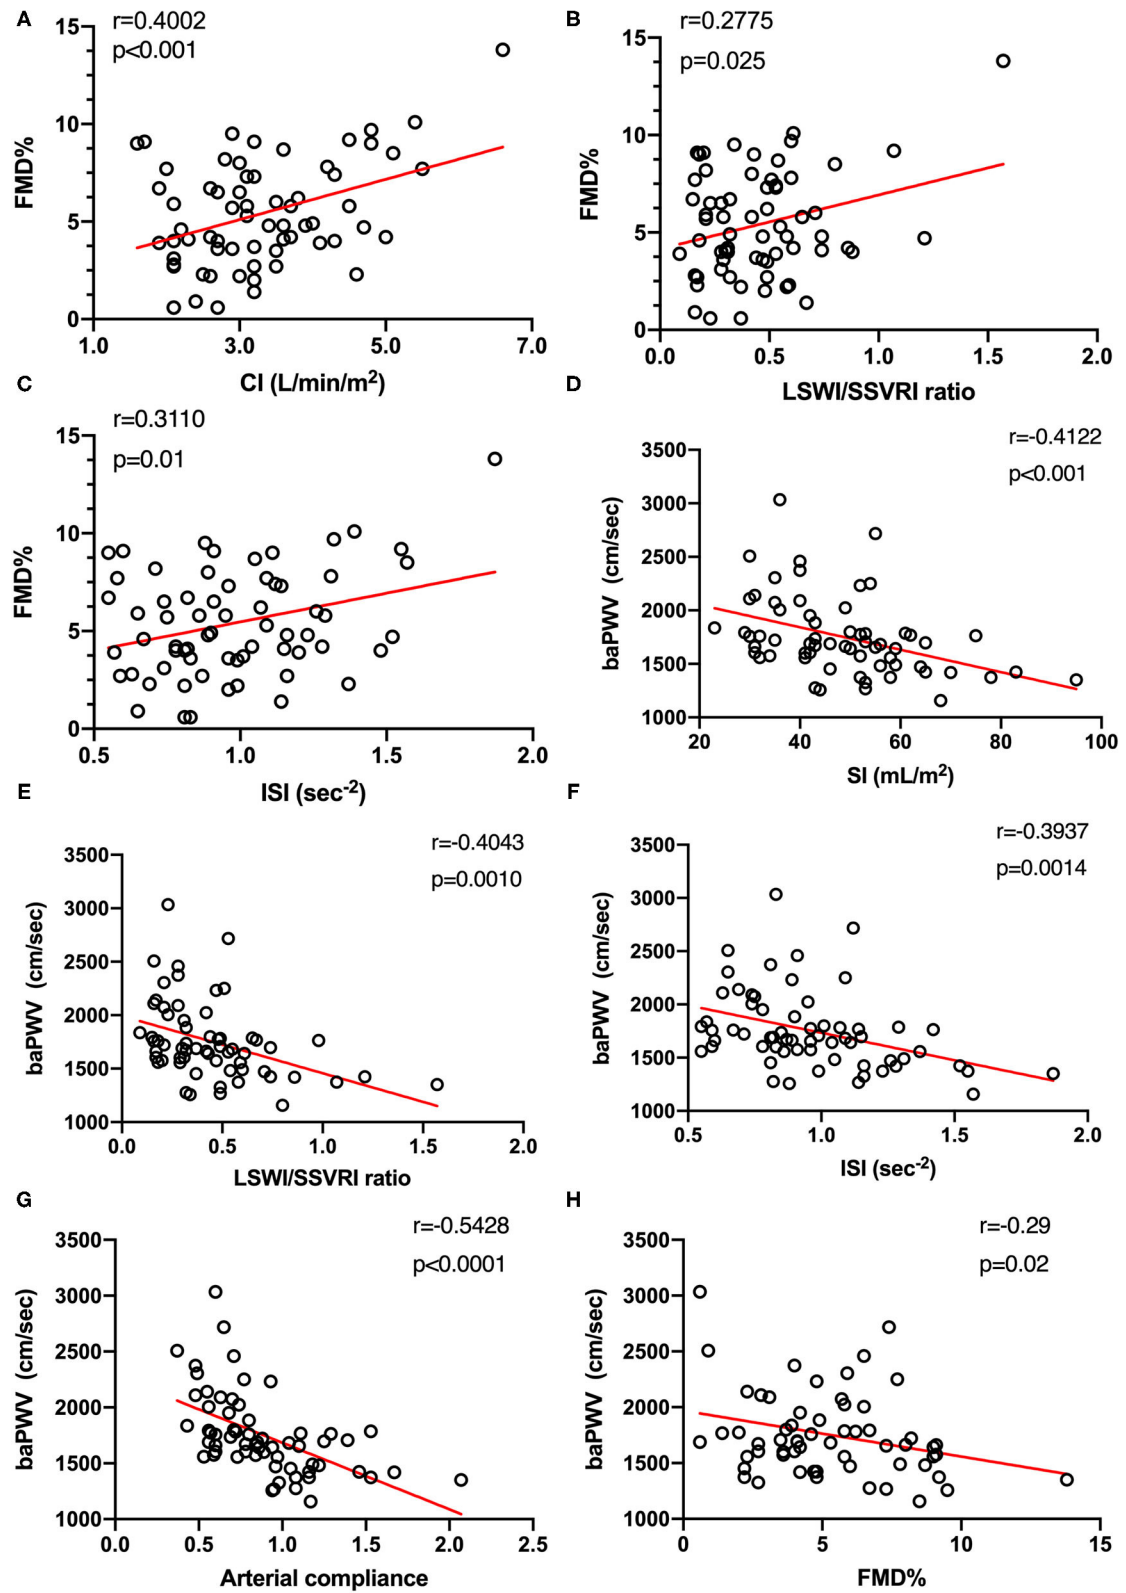 A
r=0.4002
p<0.001
15
10
5
0
FMD%
1.0 3.0 5.0 7.0
CI (L/min/m2)
B
r=0.2775
p=0.025
15
10
5
0
FMD%
0.0 0.5 1.0 1.5 2.0
LSWI/SSVRI ratio
C
r=0.3110
p=0.01
15
10
5
0
FMD%
0.5 1.0 1.5 2.0
ISI (sec-2)
D
r=-0.4122
p<0.001
3500
3000
2500
2000
1500
1000
baPWV (cm/sec)
20 40 60 80 100
SI (mL/m2)
E
r=-0.4043
p=0.0010
3500
3000
2500
2000
1500
1000
baPWV (cm/sec)
0.0 0.5 1.0 1.5 2.0
LSWI/SSVRI ratio
F
r=-0.3937
p=0.0014
3500
3000
2500
2000
1500
1000
baPWV (cm/sec)
0.5 1.0 1.5 2.0
ISI (sec-2)
G
r=-0.5428
p<0.0001
3500
3000
2500
2000
1500
1000
baPWV (cm/sec)
0.0 0.5 1.0 1.5 2.0 2.5
Arterial compliance
H
r=-0.29
p=0.02
3500
3000
2500
2000
1500
1000
baPWV (cm/sec)
0 5 10 15
FMD%